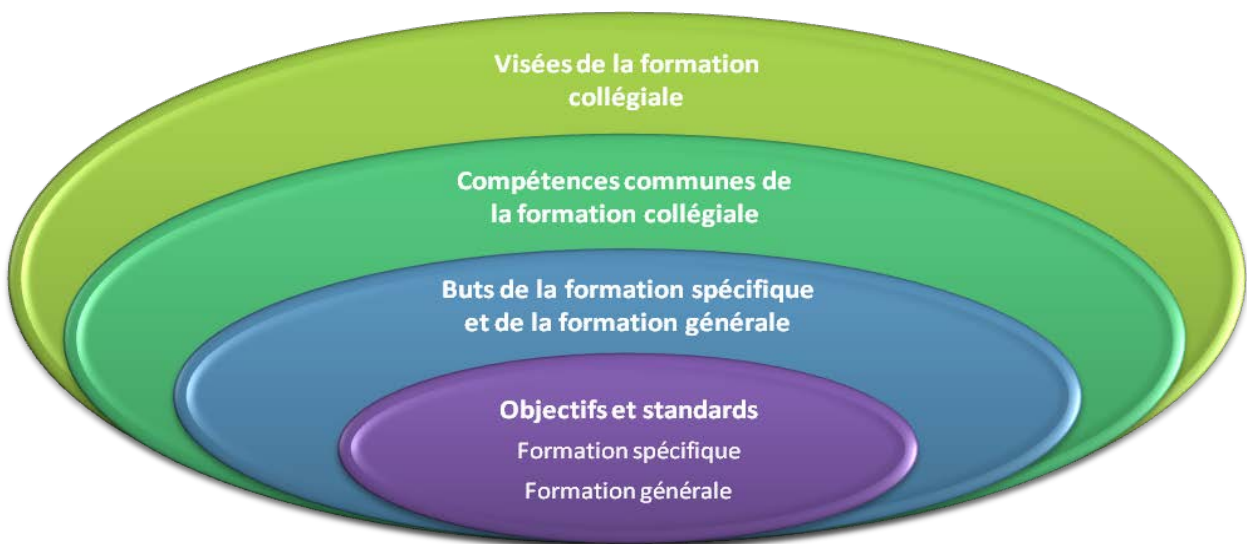 Visées de la formation
collégiale
Compétences communes de
la formation collégiale
Buts de la formation spécifique
et de la formation générale
Objectifs et standards
Formation spécifique
Formation générale